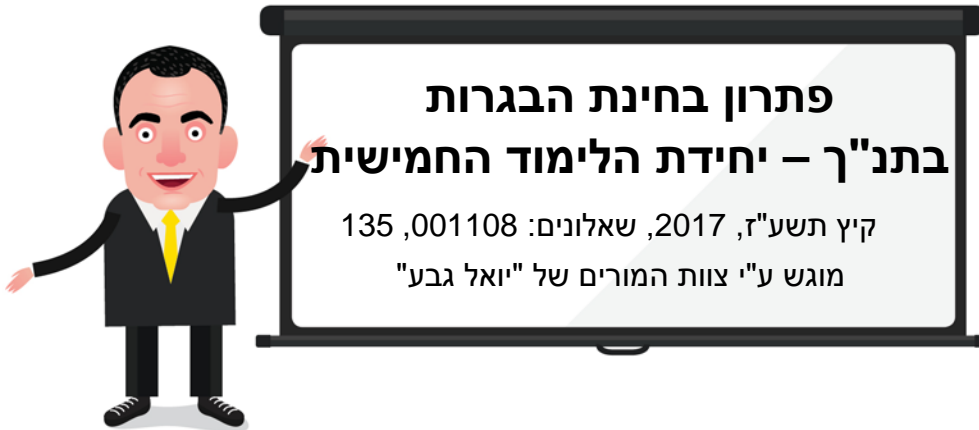 פתרון בחינת הבגרות
בתנ"ך – יחידת הלימוד החמישית
קיץ תשע"ז, 2017, שאלונים: 001108, 135
מוגש ע"י צוות המורים של "יואל גבע"